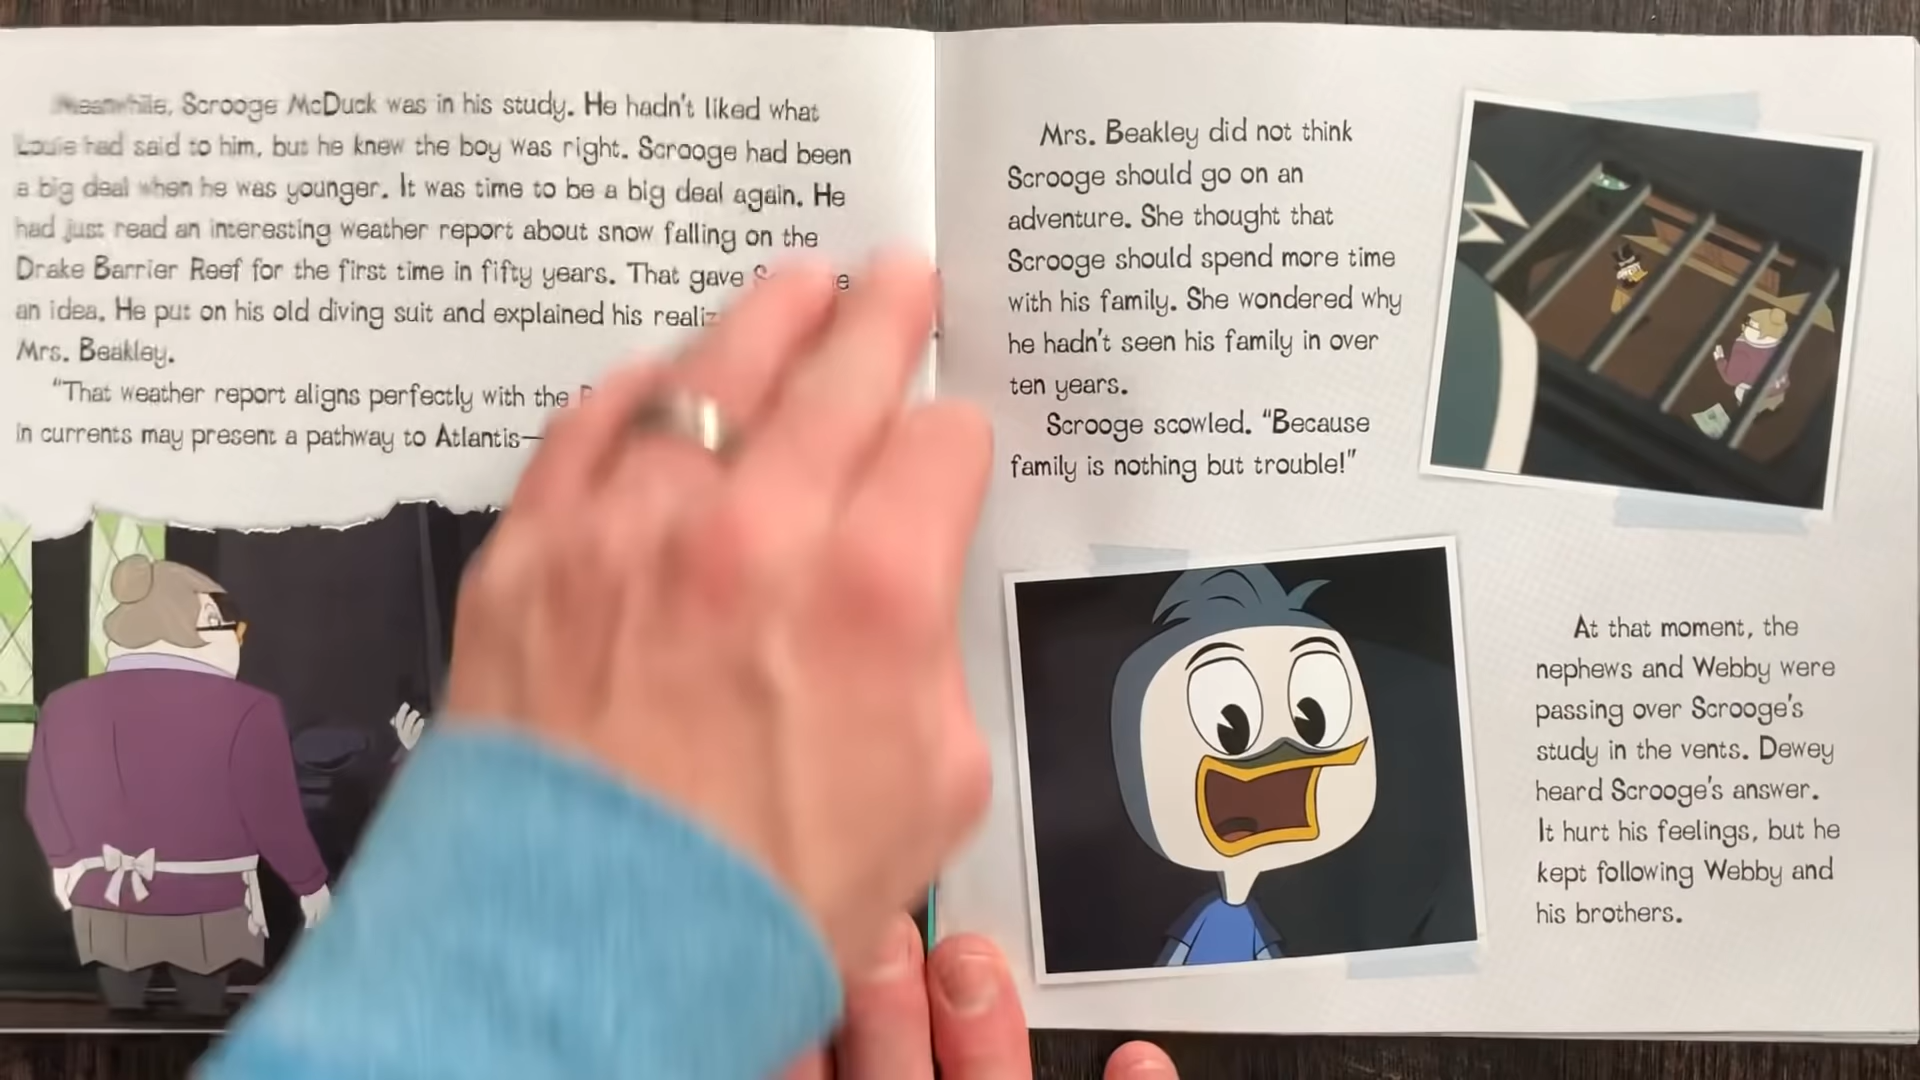 Meanwhile, Scrooge McDuck was in his study. He hadn't liked what
Louie had said to him, but he knew the boy was right. Scrooge had been
a big deal when he was younger. It was time to be a big deal again. He
had just read an interesting weather report about snow falling on the
Drake Barrier Reef for the first time in fifty years. That gave
an idea. He put on his old diving suit and explained his
Mrs. Beakley.
"That weather report aligns perfectly with the
in currents may present a pathway to Atlantis—
Mrs. Beakley did not think
Scrooge should go on an
adventure. She thought that
Scrooge should spend more time
with his family. She wondered why
he hadn't seen his family in over
ten years.
Scrooge scowled. "Because
family is nothing but trouble!"
At that moment, the
nephews and Webby were
passing over Scrooge's
study in the vents. Dewey
heard Scrooge's answer.
It hurt his feelings, but he
kept following Webby and
his brothers.